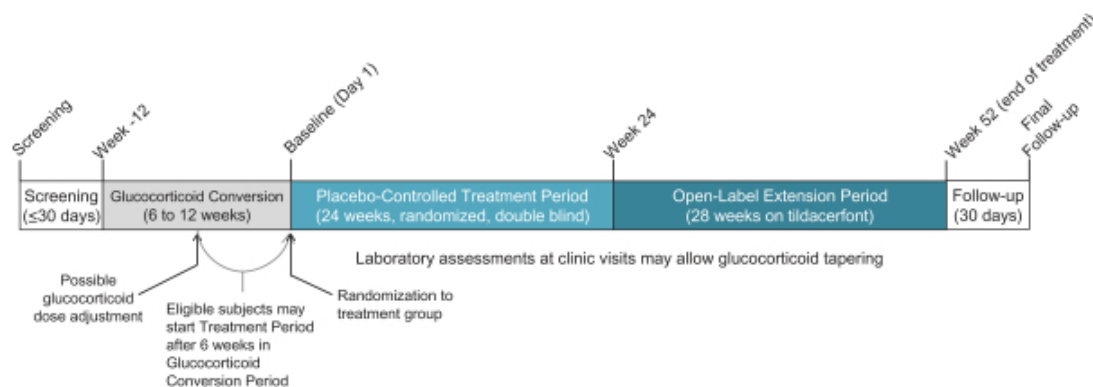 Screening
Week -12
Baseline (Day 1)
Week 24
Week 52 (end of treatment)
Final
Follow-up
Screening
(≤30 days)
Glucocorticoid Conversion
(6 to 12 weeks)
Placebo-Controlled Treatment Period
(24 weeks, randomized, double blind)
Open-Label Extension Period
(28 weeks on tildacerfont)
Follow-up
(30 days)
Laboratory assessments at clinic visits may allow glucocorticoid tapering
Possible
glucocorticoid
dose adjustment
Eligible subjects may
start Treatment Period
after 6 weeks in
Glucocorticoid
Conversion Period
Randomization to
treatment group